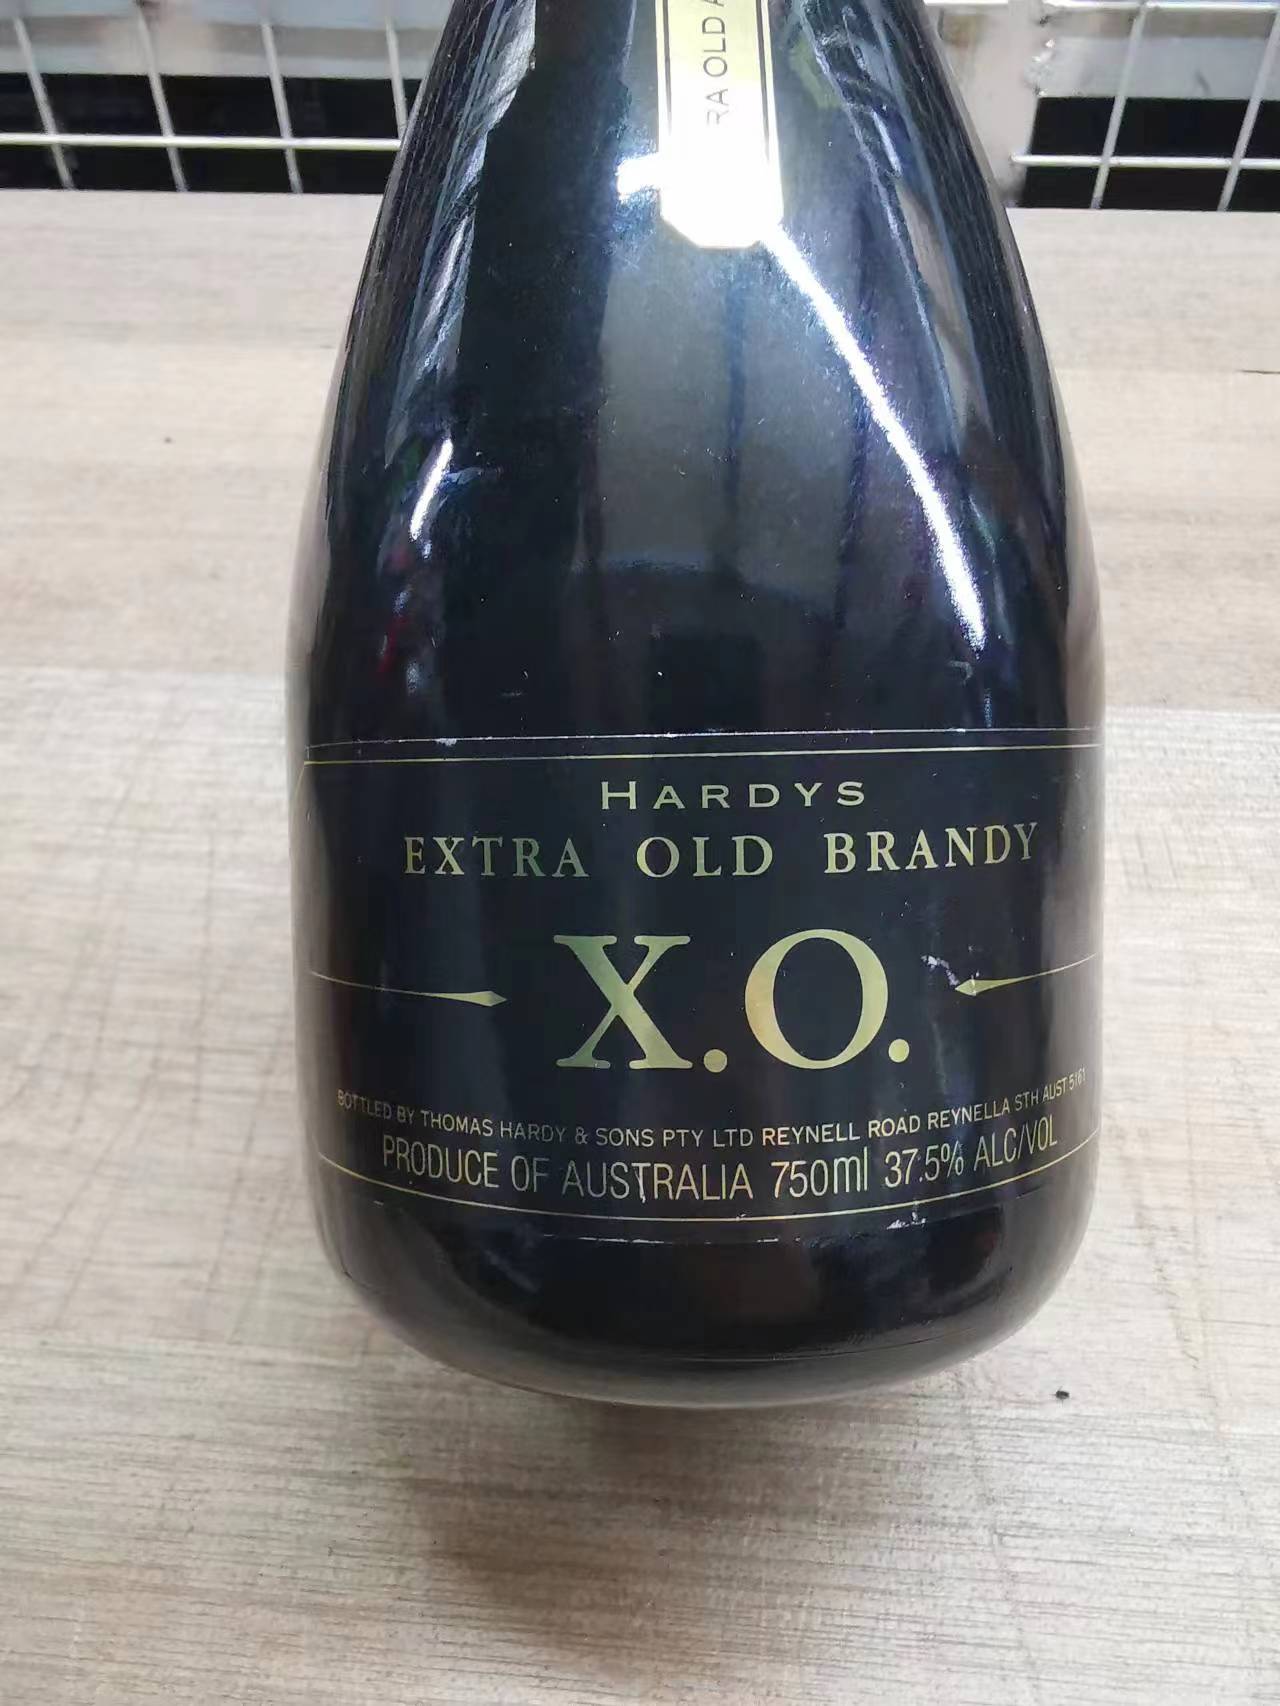 RA OLD
HARDYS
EXTRA OLD BRANDY
X.O.
BOTTLED BY THOMAS HARDY & SONS PTY LTD REYNELL ROAD REYNELLA STH AUST 5161
PRODUCE OF AUSTRALIA 750ml 37.5% ALC/VOL